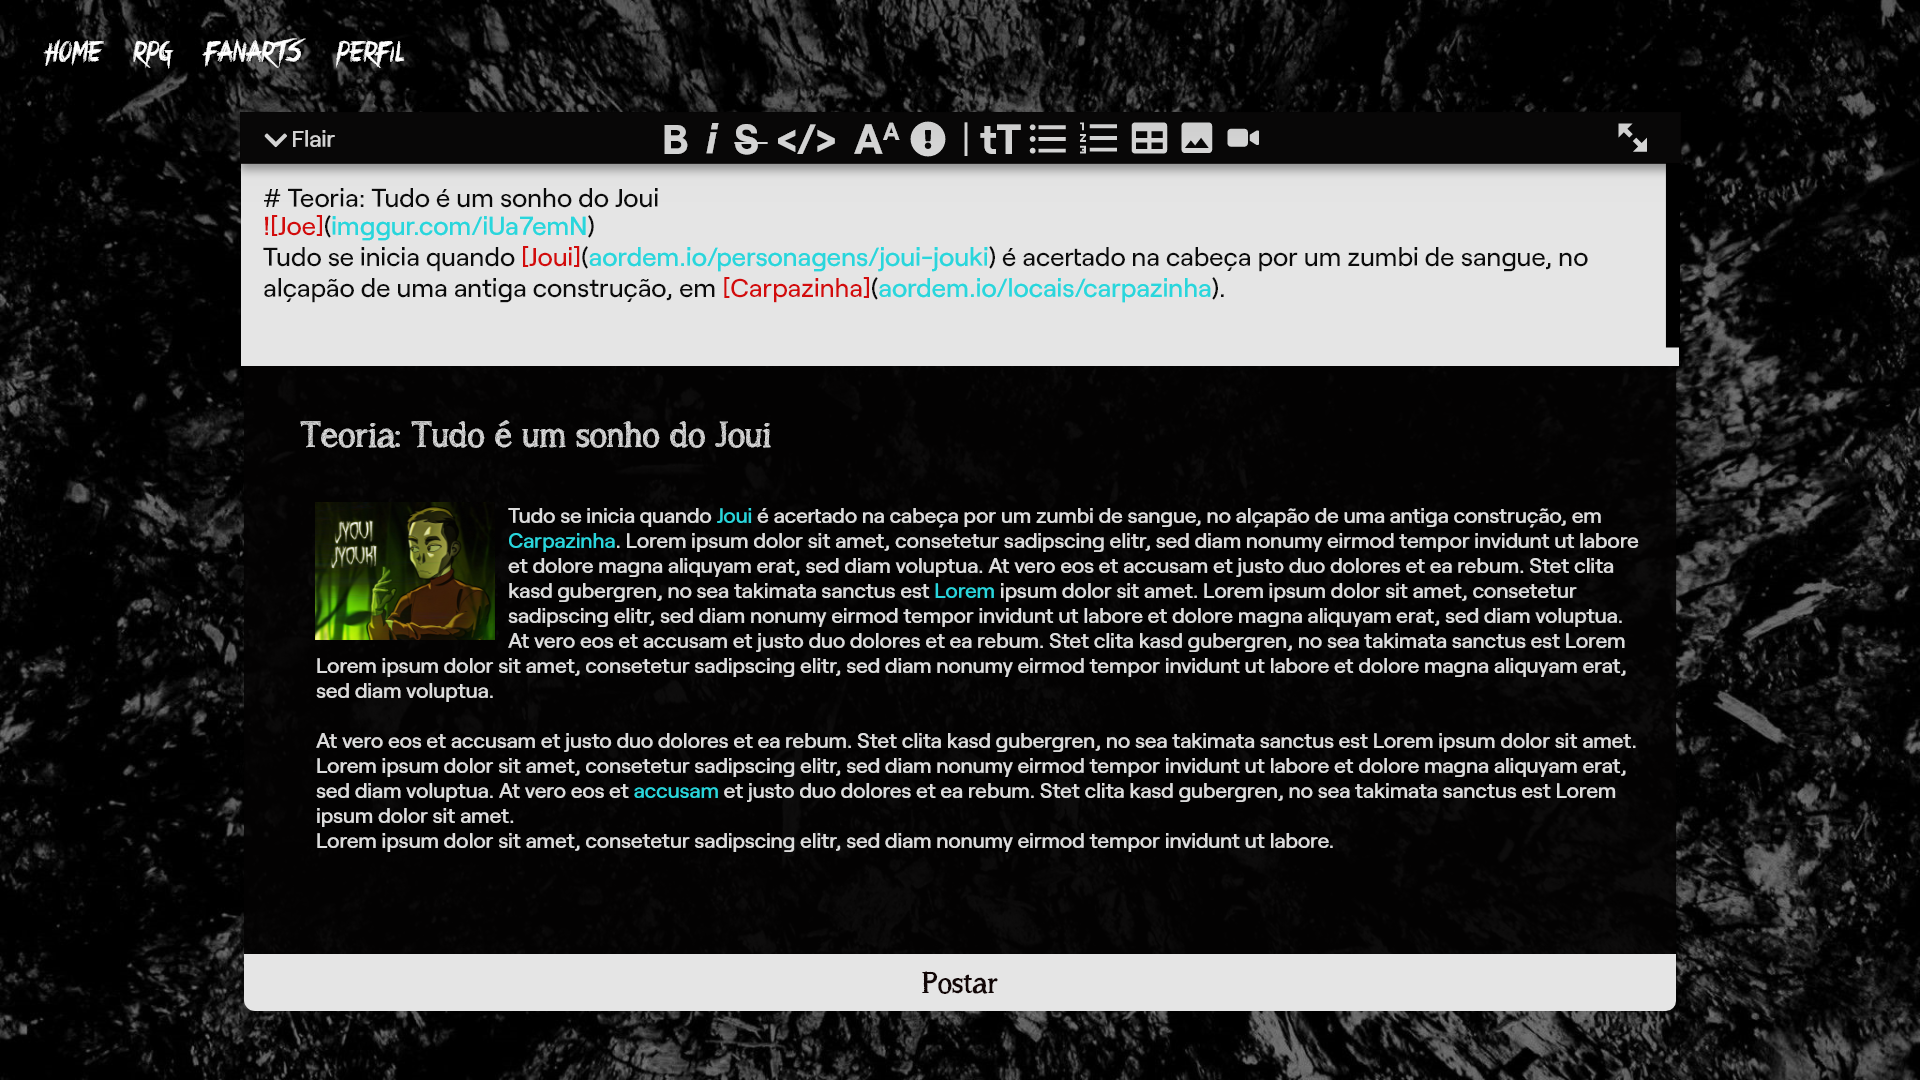 HOME RPG FANARTS PERFIL
Flair B i S </> AA ! | tT
# Teoria: Tudo é um sonho do Joui
![Joe](imggur.com/iUa7emN)
Tudo se inicia quando [Joui](aordem.io/personagens/joui-jouki) é acertado na cabeça por um zumbi de sangue, no
alçapão de uma antiga construção, em [Carpazinha](aordem.io/locais/carpazinha).
Teoria: Tudo é um sonho do Joui
JYOUI
JYOUKI
Tudo se inicia quando Joui é acertado na cabeça por um zumbi de sangue, no alçapão de uma antiga construção, em
Carpazinha. Lorem ipsum dolor sit amet, consetetur sadipscing elitr, sed diam nonumy eirmod tempor invidunt ut labore
et dolore magna aliquyam erat, sed diam voluptua. At vero eos et accusam et justo duo dolores et ea rebum. Stet clita
kasd gubergren, no sea takimata sanctus est Lorem ipsum dolor sit amet. Lorem ipsum dolor sit amet, consetetur
sadipscing elitr, sed diam nonumy eirmod tempor invidunt ut labore et dolore magna aliquyam erat, sed diam voluptua.
At vero eos et accusam et justo duo dolores et ea rebum. Stet clita kasd gubergren, no sea takimata sanctus est Lorem
Lorem ipsum dolor sit amet, consetetur sadipscing elitr, sed diam nonumy eirmod tempor invidunt ut labore et dolore magna aliquyam erat,
sed diam voluptua.
At vero eos et accusam et justo duo dolores et ea rebum. Stet clita kasd gubergren, no sea takimata sanctus est Lorem ipsum dolor sit amet.
Lorem ipsum dolor sit amet, consetetur sadipscing elitr, sed diam nonumy eirmod tempor invidunt ut labore et dolore magna aliquyam erat,
sed diam voluptua. At vero eos et accusam et justo duo dolores et ea rebum. Stet clita kasd gubergren, no sea takimata sanctus est Lorem
ipsum dolor sit amet.
Lorem ipsum dolor sit amet, consetetur sadipscing elitr, sed diam nonumy eirmod tempor invidunt ut labore.
Postar